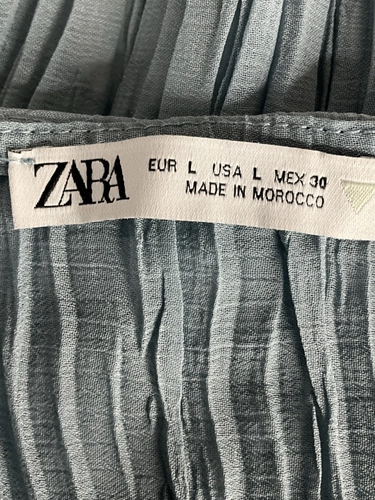 ZARA
EUR L USA L MEX 30
MADE IN MOROCCO